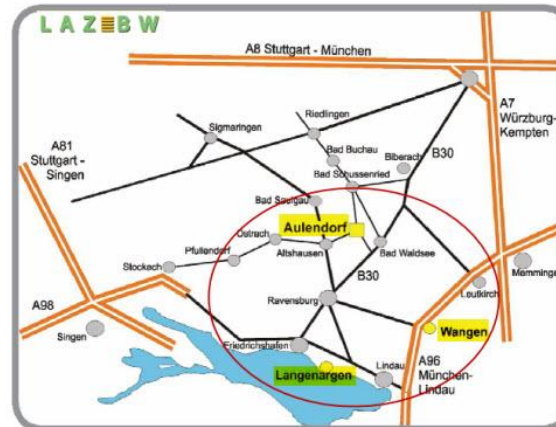 LAZBW
A8 Stuttgart - München
A7
Würzburg-
Kempten
Riedlingen
Sigmaringen
Bad Buchau
Biberach
B30
A81
Stuttgart -
Singen
Bad Schussenried
Bad Saulgau
Aulendorf
Ostrach
Pfullendorf
Altshausen
Bad Waldsee
Stockach
Memmingen
B30
Leutkirch
A98
Ravensburg
Singen
Wangen
Friedrichshafen
A96
München-
Lindau
Langenargen
Lindau